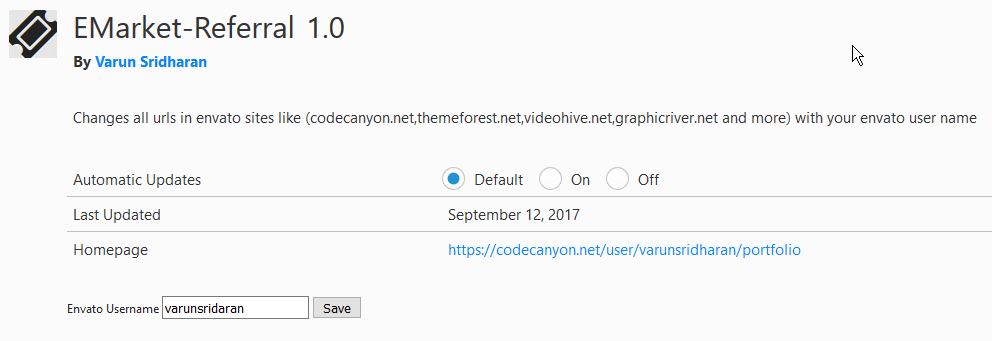 EMarket-Referral 1.0
By Varun Sridharan
Changes all urls in envato sites like (codecanyon.net,themeforest.net,videohive.net,graphicriver.net and more) with your envato user name
Automatic Updates Default On Off
Last Updated September 12, 2017
Homepage https://codecanyon.net/user/varunsridharan/portfolio
Envato Username varunsridaran Save